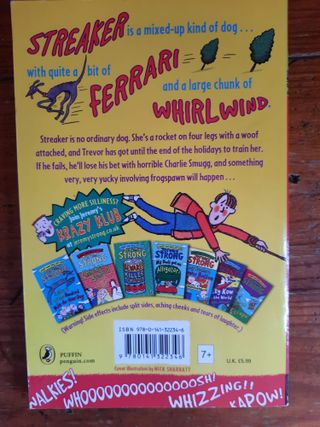 STREAKER is a mixed-up kind of dog . . .
with quite a bit of FERRARI and a large chunk of
WHIRLWIND.
Streaker is no ordinary dog. She's a rocket on four legs with a woof
attached, and Trevor has got until the end of the holidays to train her.
If he fails, he'll lose his bet with horrible Charlie Smugg, and something
very, very yucky involving frogspawn will happen . . .
CRAVING MORE SILLINESS?
Join Jeremy's
KRAZY KLUB
at jeremystrong.co.uk
STRONG
STRONG
STRONG
STRONG
(Warning! Side effects include split sides, aching cheeks and tears of laughter.)
ISBN 978-0-141-32234-6
9 780141 322346
7+
PUFFIN
penguin.com
U.K. £5.99
Cover illustration by NICK SHARRATT
WALKIES! WHOOOOOOOOOOOOOSH! WHIZZING!! KAPOW!